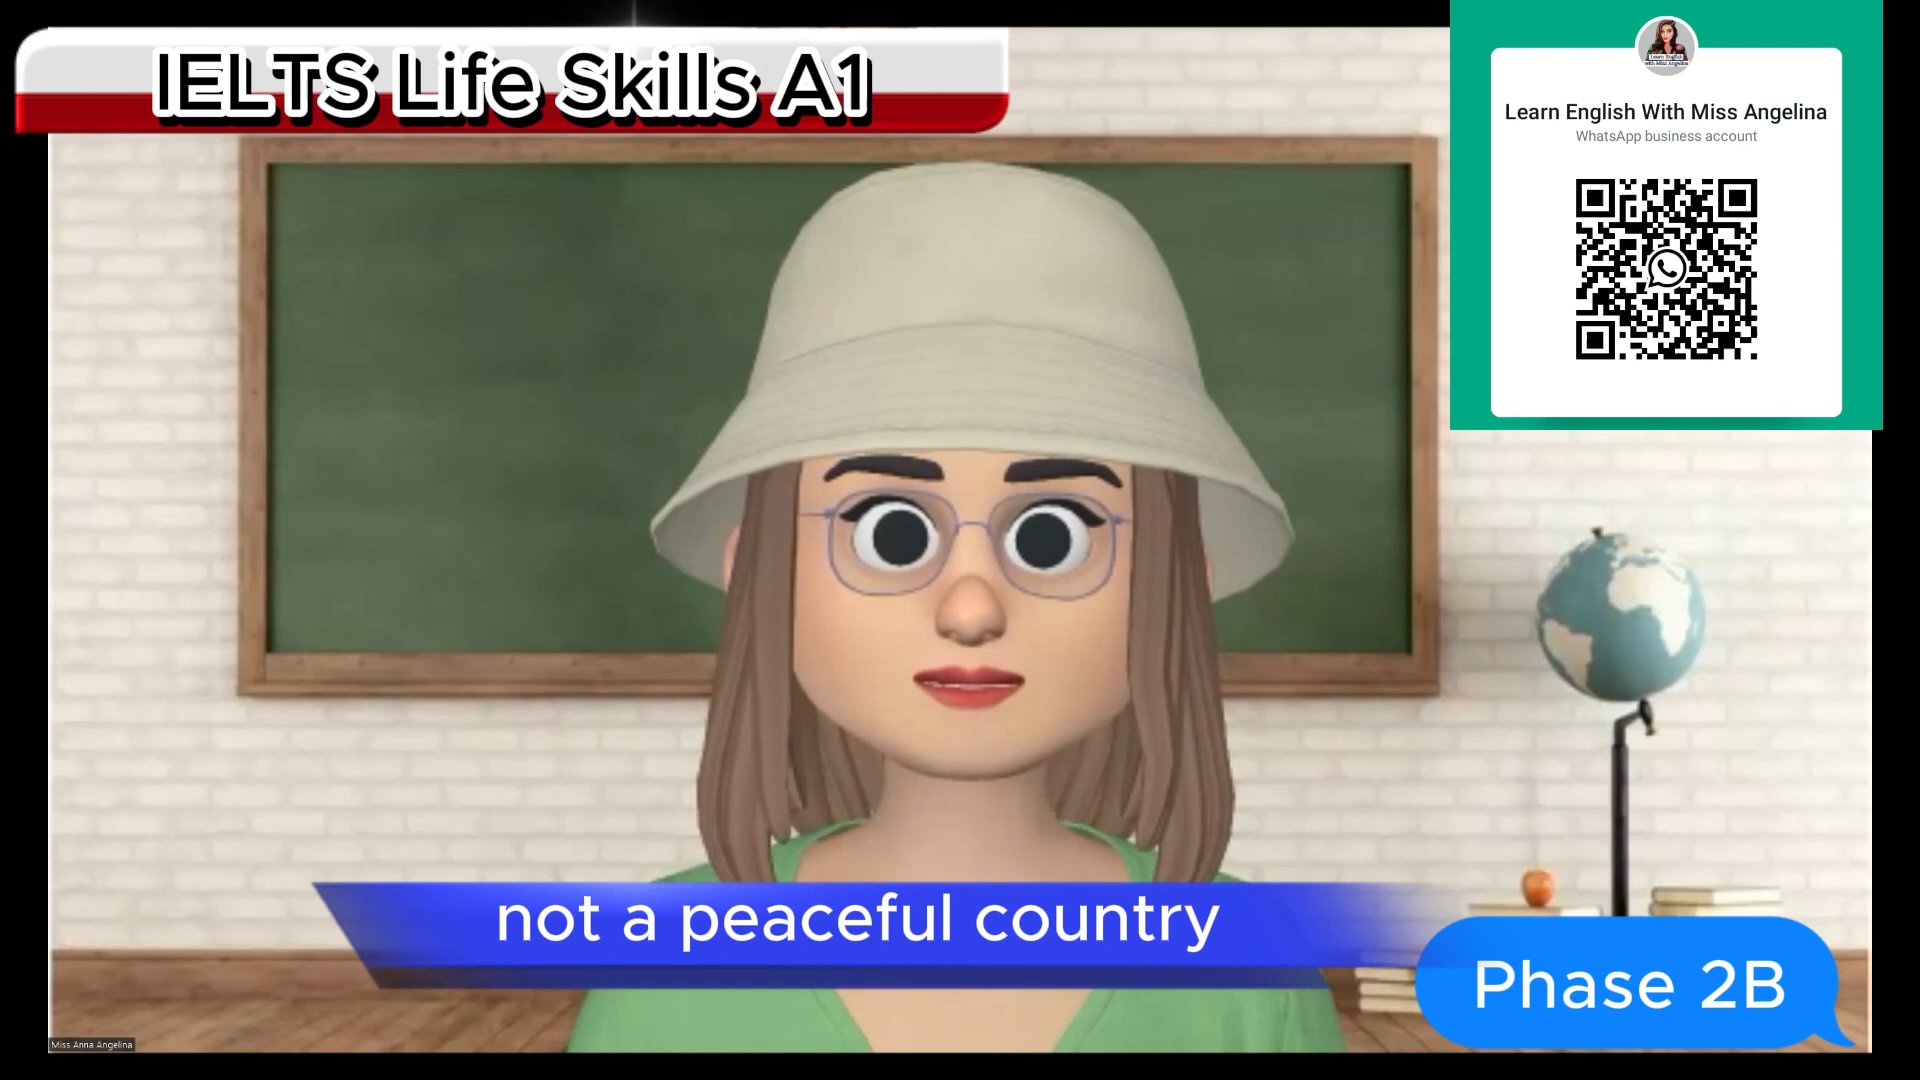 IELTS Life Skills A1
Learn English With Miss Angelina
WhatsApp business account
not a peaceful country
Phase 2B
Miss Anna Angelina